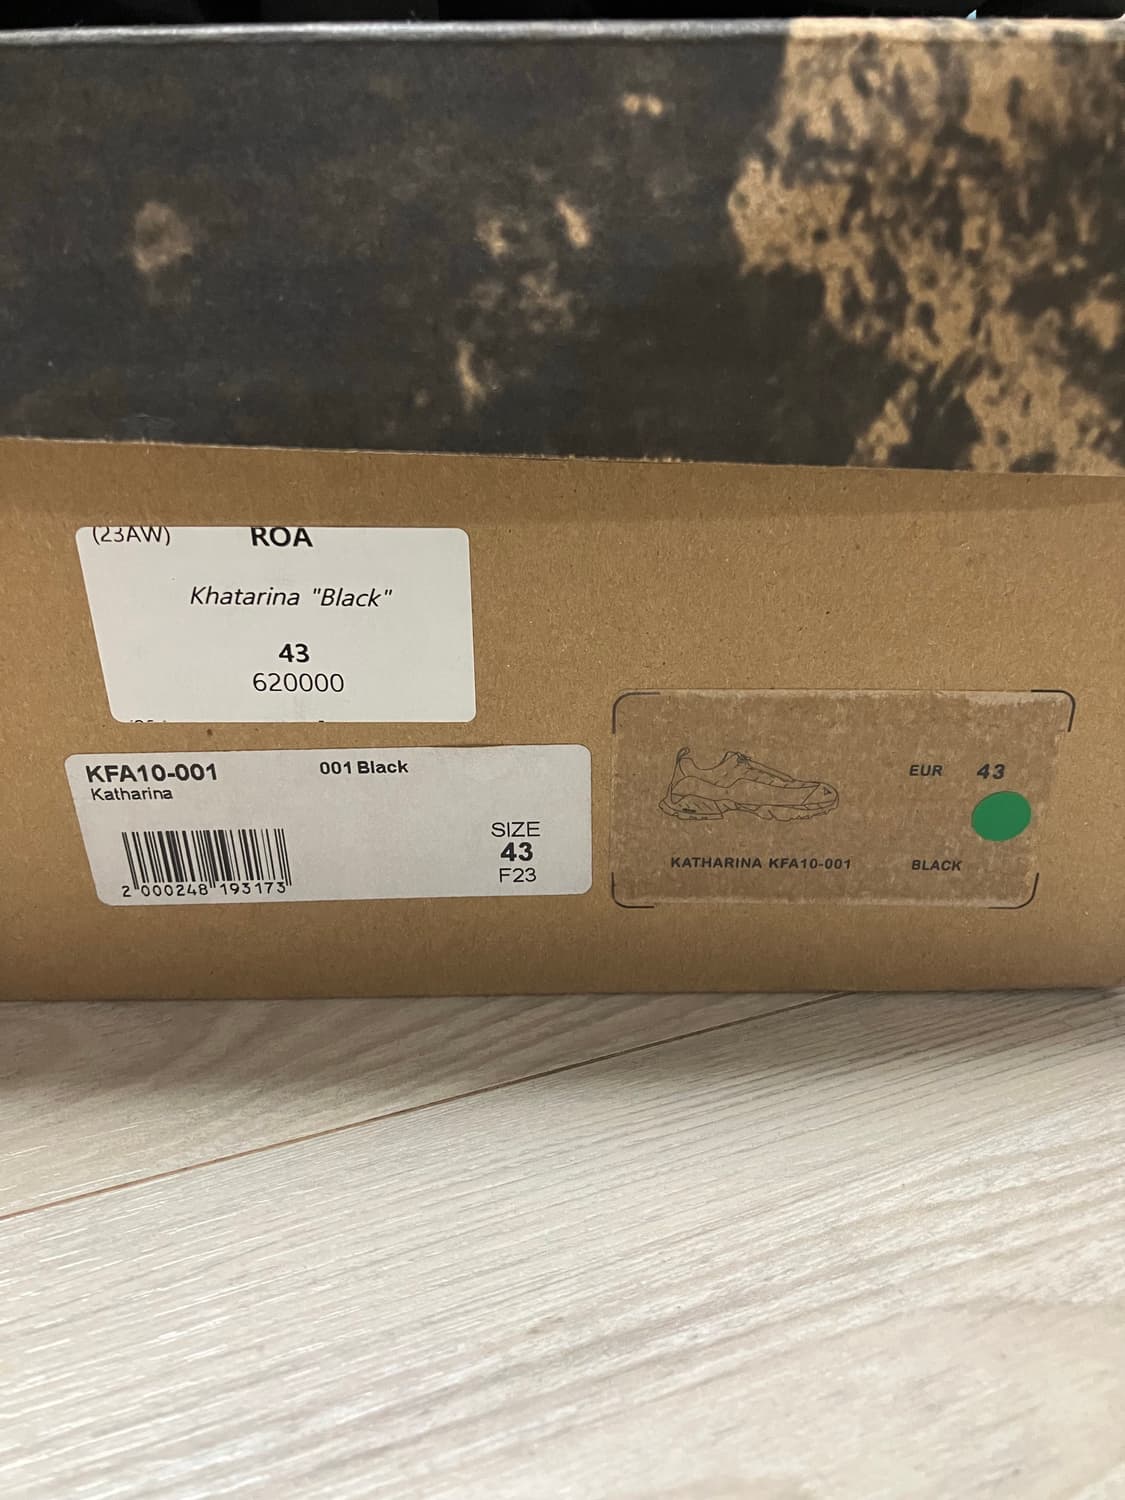 (23AW) ROA
Khatarina "Black"
43
620000
KFA10-001 001 Black
Katharina
SIZE
43
F23
2 000248 193173
EUR 43
KATHARINA KFA10-001 BLACK